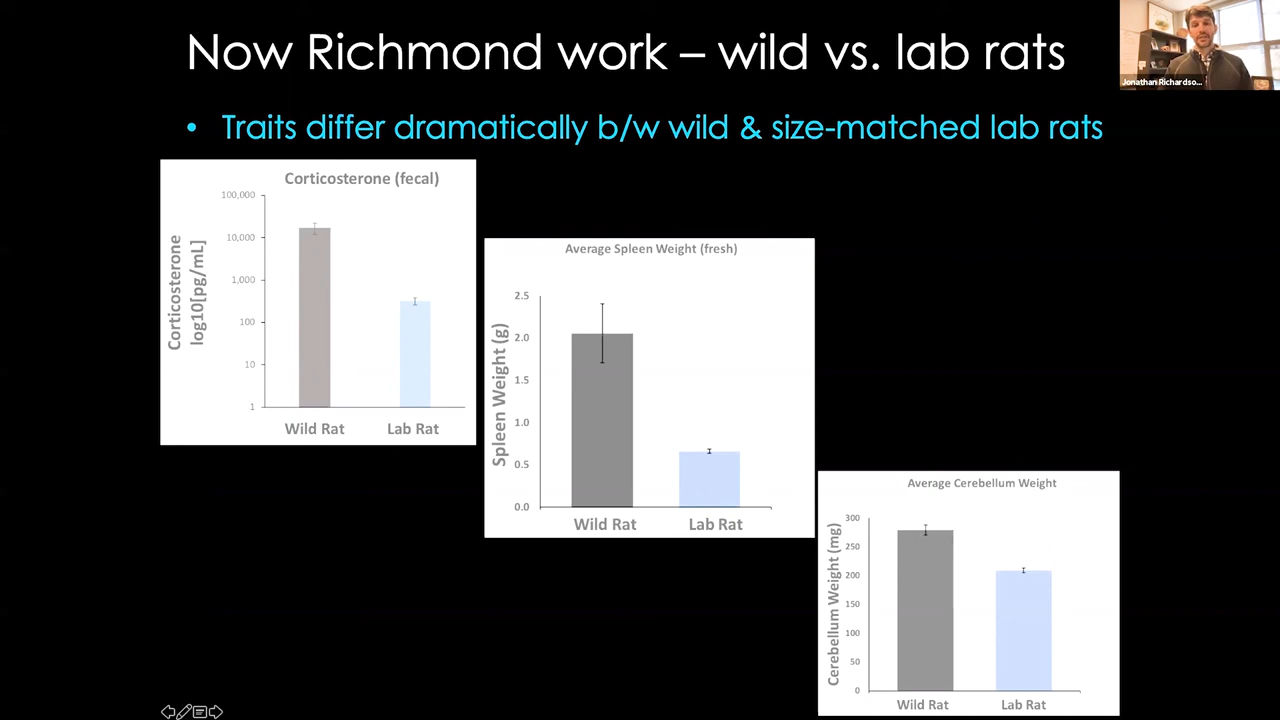 Now Richmond work – wild vs. lab rats
Jonathan Richardso...
• Traits differ dramatically b/w wild & size-matched lab rats
Corticosterone (fecal)
Corticosterone
log10[pg/mL]
100,000
10,000
1,000
100
10
1
Wild Rat
Lab Rat
Average Spleen Weight (fresh)
Spleen Weight (g)
2.5
2.0
1.5
1.0
0.5
0.0
Wild Rat
Lab Rat
Average Cerebellum Weight
Cerebellum Weight (mg)
300
250
200
150
100
50
0
Wild Rat
Lab Rat